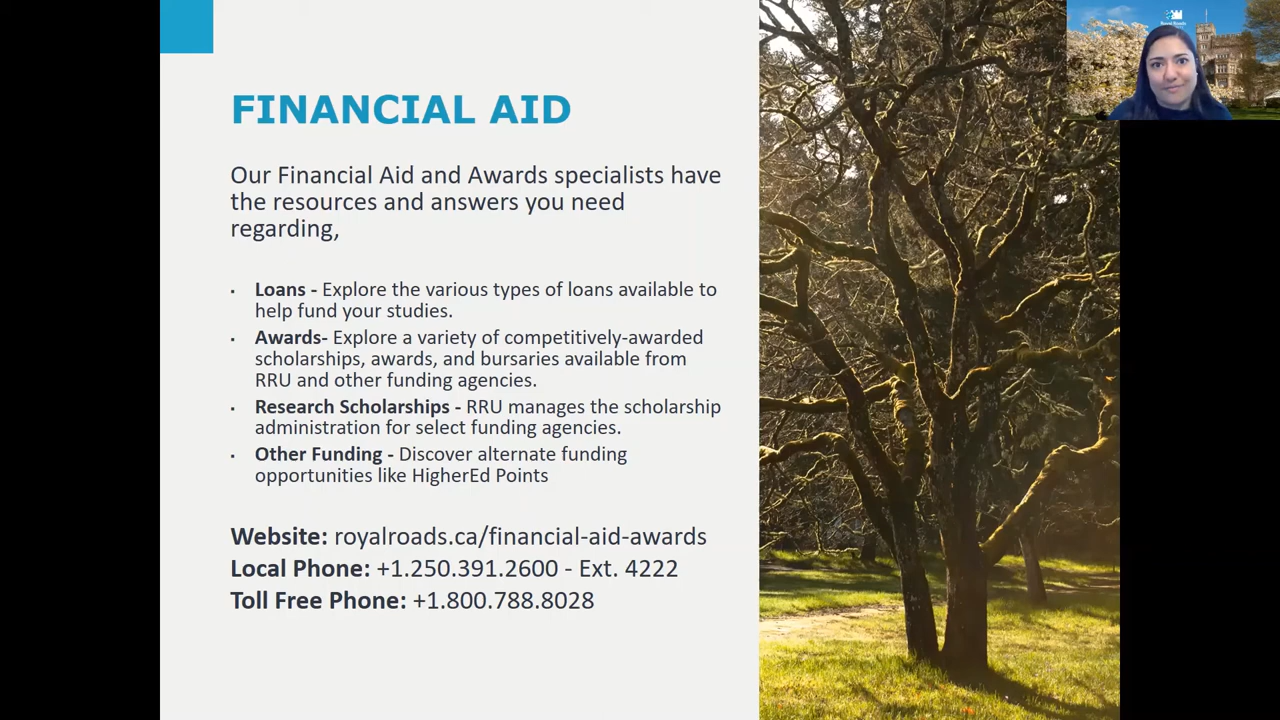 FINANCIAL AID
Our Financial Aid and Awards specialists have
the resources and answers you need
regarding,
▪ Loans - Explore the various types of loans available to
help fund your studies.
▪ Awards- Explore a variety of competitively-awarded
scholarships, awards, and bursaries available from
RRU and other funding agencies.
▪ Research Scholarships - RRU manages the scholarship
administration for select funding agencies.
▪ Other Funding - Discover alternate funding
opportunities like HigherEd Points
Website: royalroads.ca/financial-aid-awards
Local Phone: +1.250.391.2600 - Ext. 4222
Toll Free Phone: +1.800.788.8028
Royal Roads